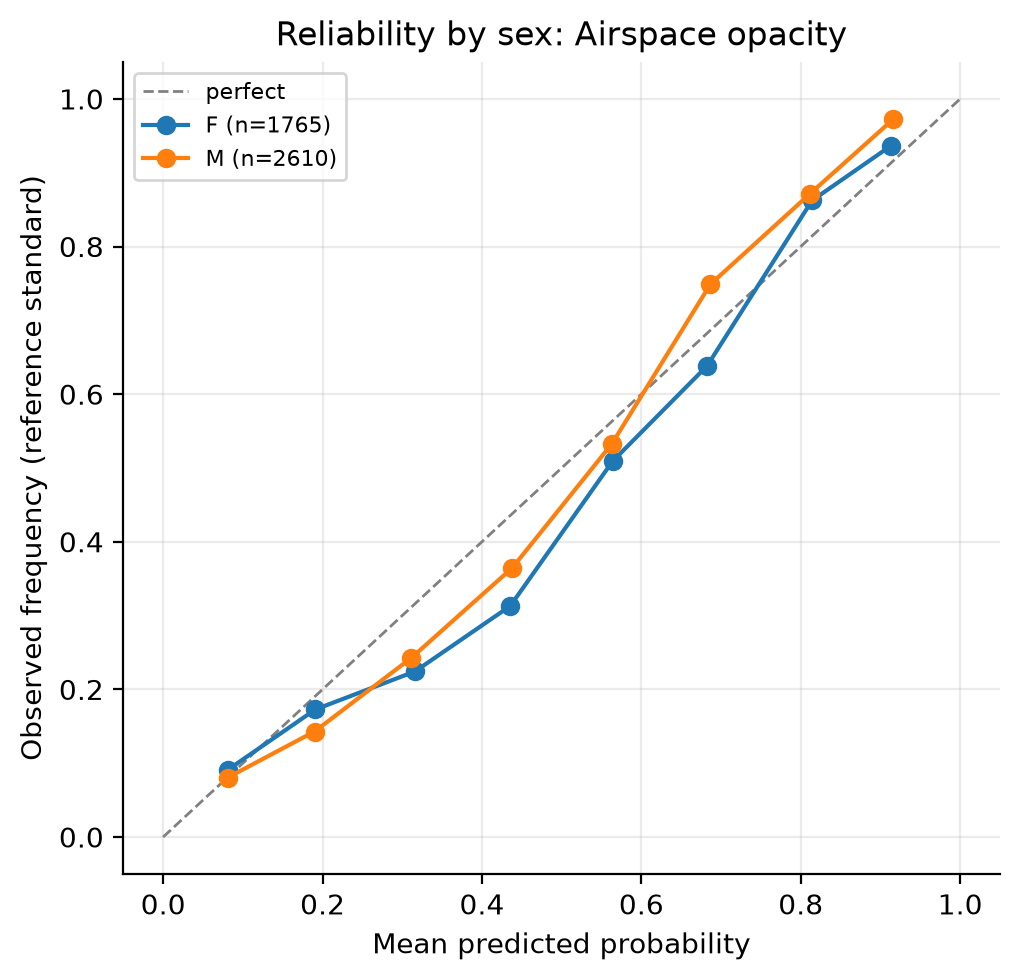 Reliability by sex: Airspace opacity
perfect
F (n=1765)
M (n=2610)
Observed frequency (reference standard)
1.0
0.8
0.6
0.4
0.2
0.0
0.0 0.2 0.4 0.6 0.8 1.0
Mean predicted probability